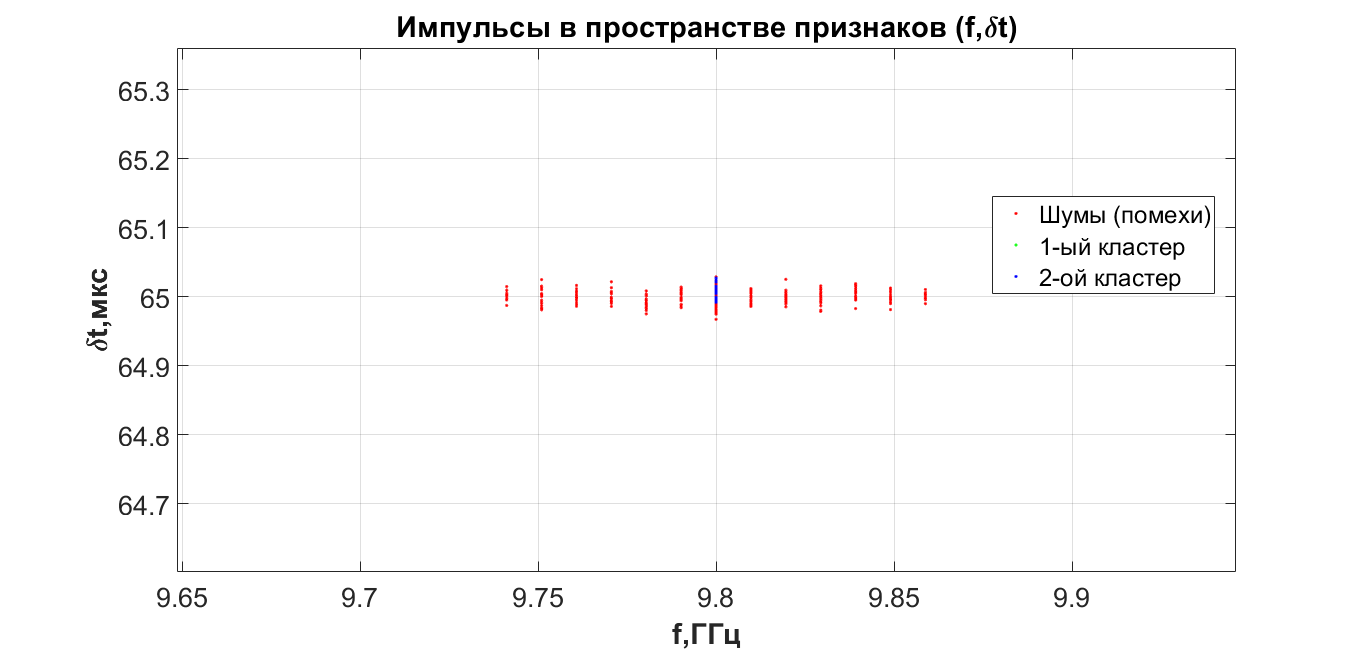 Импульсы в пространстве признаков (f,δt)
65.3
65.2
65.1
65
64.9
64.8
64.7
δt,мкс
Шумы (помехи)
1-ый кластер
2-ой кластер
9.65 9.7 9.75 9.8 9.85 9.9
f,ГГц